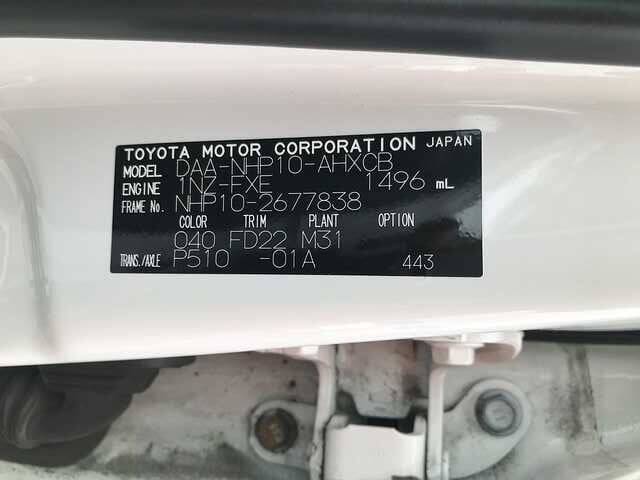 TOYOTA MOTOR CORPORATION JAPAN
MODEL DAA-NHP10-AHXCB
ENGINE 1NZ-FXE 1496 mL
FRAME No. NHP10-2677838
COLOR TRIM PLANT OPTION
040 FD22 M31
TRANS./AXLE P510 -01A 443